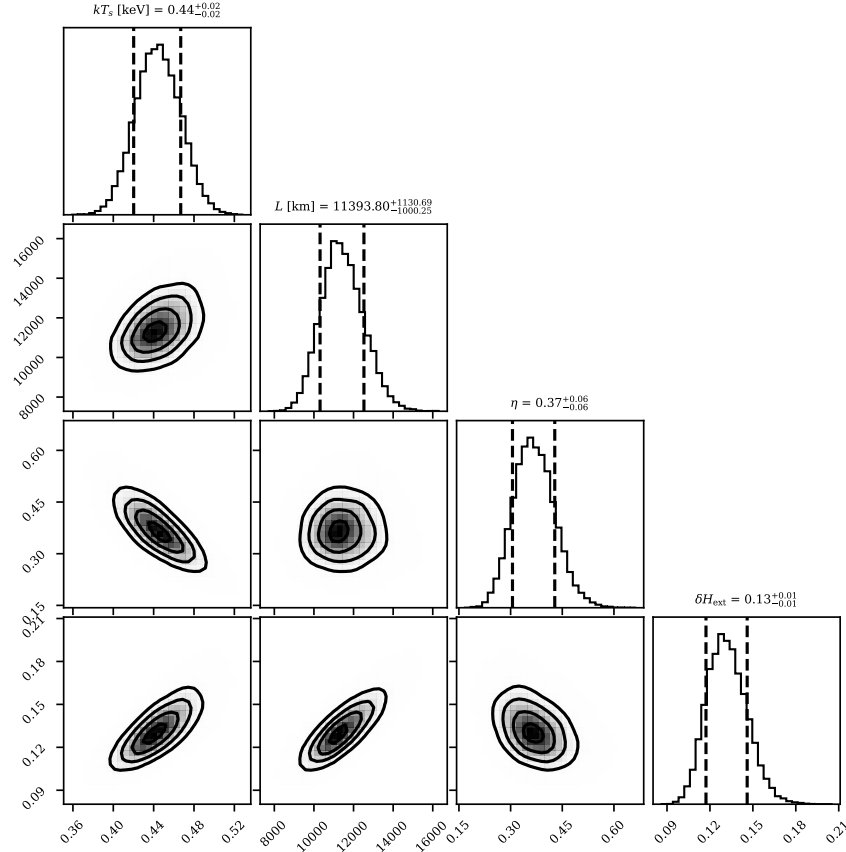 kT_s [keV] = 0.44^{+0.02}_{-0.02}
L [km] = 11393.80^{+1130.69}_{-1000.25}
16000
14000
12000
10000
8000
η = 0.37^{+0.06}_{-0.06}
0.60
0.45
0.30
0.15
δH_ext = 0.13^{+0.01}_{-0.01}
0.21
0.18
0.15
0.12
0.09
0.36 0.40 0.44 0.48 0.52 8000 10000 12000 14000 16000 0.15 0.30 0.45 0.60 0.09 0.12 0.15 0.18 0.21